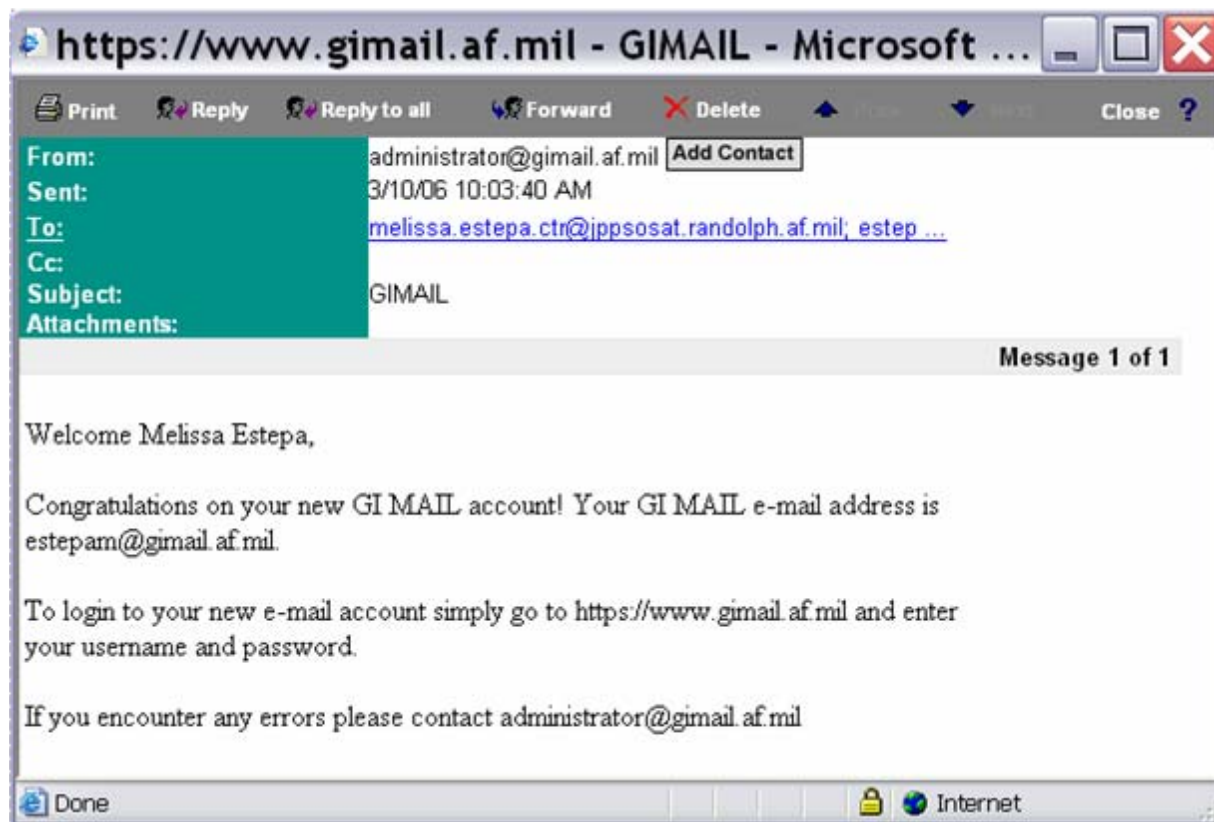 https://www.gimail.af.mil - GIMAIL - Microsoft ...
Print Reply Reply to all Forward Delete Close ?
From: administrator@gimail.af.mil Add Contact
Sent: 3/10/06 10:03:40 AM
To: melissa.estepa.ctr@jppsosat.randolph.af.mil; estep ...
Cc:
Subject: GIMAIL
Attachments:
Message 1 of 1
Welcome Melissa Estepa,
Congratulations on your new GI MAIL account! Your GI MAIL e-mail address is
estepam@gimail.af.mil.
To login to your new e-mail account simply go to https://www.gimail.af.mil and enter
your username and password.
If you encounter any errors please contact administrator@gimail.af.mil
Done Internet